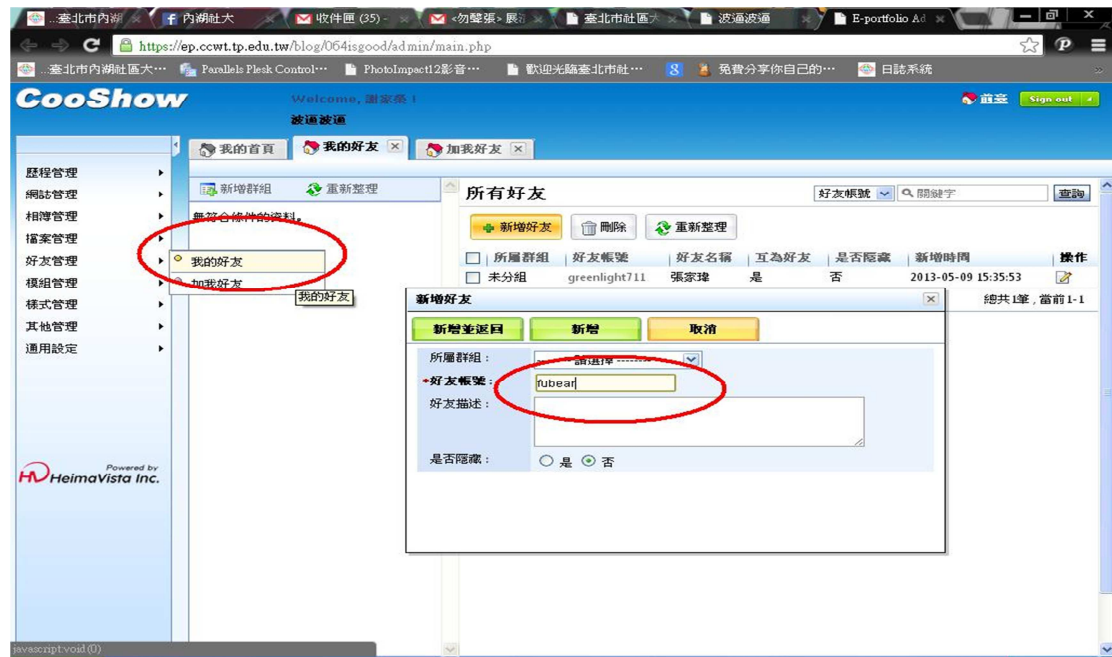 ...臺北市內湖
內湖社大
收件匣 (35) -
<勿聲張> 展
臺北市社區大
波逼波逼
E-portfolio Ad
https://ep.ccwt.tp.edu.tw/blog/064isgood/admin/main.php
...臺北市內湖社區大…
Parallels Plesk Control…
PhotoImpact12影音…
歡迎光臨臺北市社…
免費分享你自己的…
日誌系統
CooShow
Welcome, 謝家榮 !
波逼波逼
前臺
Sign out
我的首頁
我的好友
加我好友
歷程管理
網誌管理
相簿管理
檔案管理
好友管理
模組管理
樣式管理
其他管理
通用設定
我的好友
加我好友
我的好友
Powered by
HeimaVista Inc.
新增群組
重新整理
無符合條件的資料。
所有好友
好友帳號
關鍵字
查詢
新增好友
刪除
重新整理
所屬群組 好友帳號 好友名稱 互為好友 是否隱藏 新增時間 操作
未分組 greenlight711 張家瑋 是 否 2013-05-09 15:35:53
總共1筆 , 當前1-1
新增好友
新增並返回 新增 取消
所屬群組 : -------- 請選擇 --------
*好友帳號 : fubear
好友描述 :
是否隱藏 : 是 否
javascript:void(0)